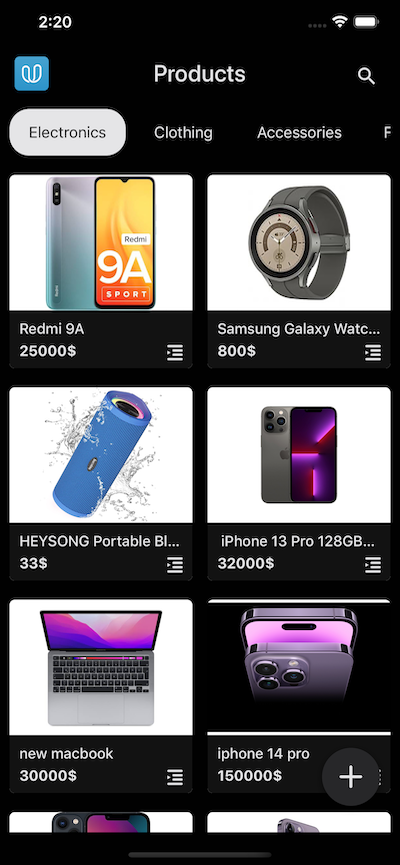 2:20
Products
Electronics
Clothing
Accessories
F
Redmi
9A
SPORT
Redmi 9A
25000$
Samsung Galaxy Watc...
800$
HEYSONG Portable Bl...
33$
iPhone 13 Pro 128GB...
32000$
new macbook
30000$
iphone 14 pro
150000$